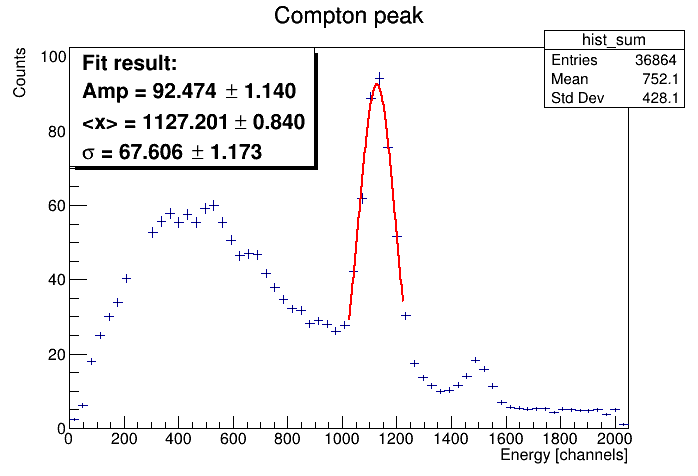 Compton peak
hist_sum
Entries 36864
Mean 752.1
Std Dev 428.1
Fit result:
Amp = 92.474 ± 1.140
<x> = 1127.201 ± 0.840
σ = 67.606 ± 1.173
Counts
100
80
60
40
20
0
0 200 400 600 800 1000 1200 1400 1600 1800 2000
Energy [channels]